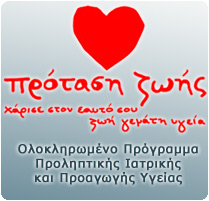 πρόταση ζωής
χάρισε στον εαυτό σου
ζωή γεμάτη υγεία
Ολοκληρωμένο Πρόγραμμα
Προληπτικής Ιατρικής
και Προαγωγής Υγείας